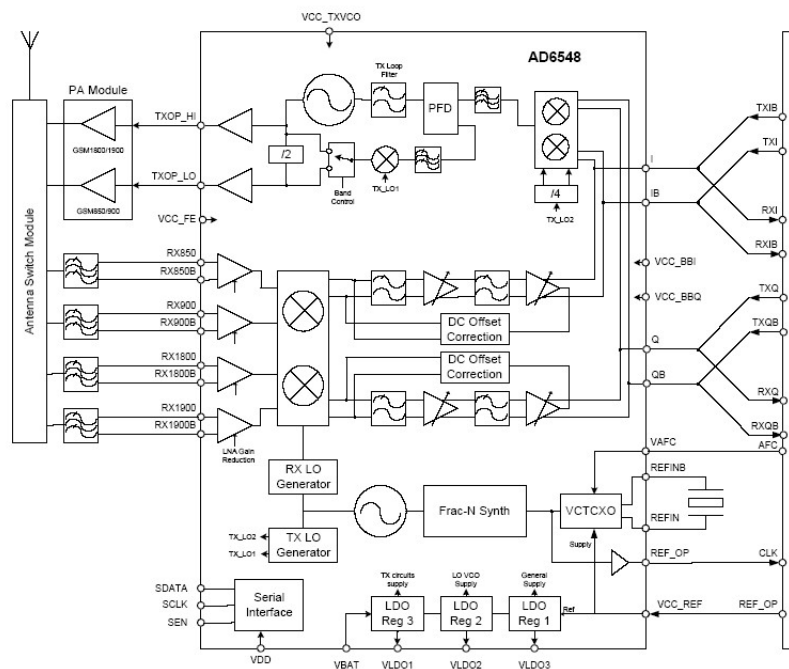 VCC_TXVCO
AD6548
PA Module
TX Loop
Filter
PFD
TXOP_HI
GSM1800/1900
/2
Band
Control
TX_LO1
TXOP_LO
GSM850/900
/4
TX_LO2
VCC_FE
I
IB
TXIB
TXI
RXI
RXIB
VCC_BBI
VCC_BBQ
Antenna Switch Module
RX850
RX850B
RX900
RX900B
RX1800
RX1800B
RX1900
RX1900B
LNA Gain
Reduction
DC Offset
Correction
DC Offset
Correction
TXQ
TXQB
Q
QB
RXQ
RXQB
VAFC
AFC
REFINB
REFIN
RX LO
Generator
TX_LO2
TX_LO1
TX LO
Generator
Frac-N Synth
VCTCXO
Supply
REF_OP
CLK
SDATA
SCLK
SEN
Serial
Interface
VDD
TX circuits
supply
LO VCO
Supply
General
Supply
LDO
Reg 3
LDO
Reg 2
LDO
Reg 1
Ref
VCC_REF
REF_OP
VBAT
VLDO1
VLDO2
VLDO3